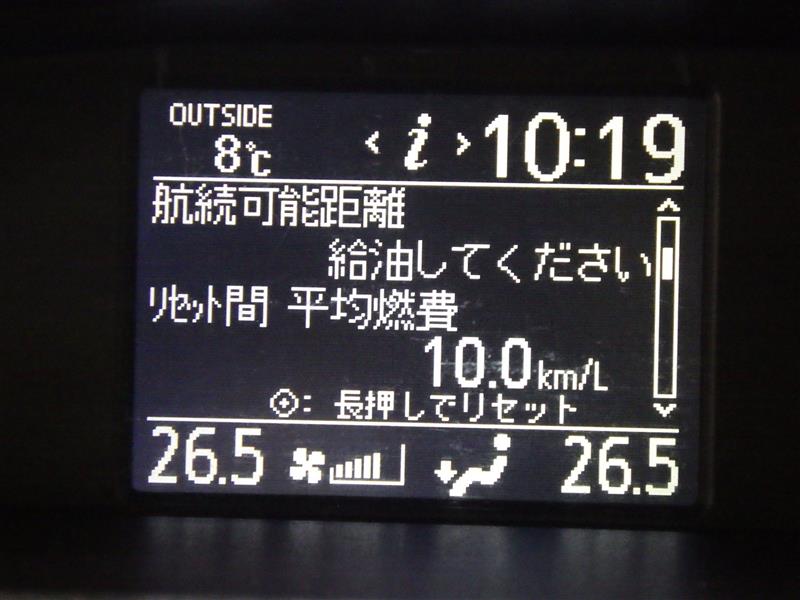 OUTSIDE
8℃
< i > 10:19
航続可能距離
給油してください
リセット間 平均燃費
10.0km/L
⊕: 長押しでリセット
26.5 26.5